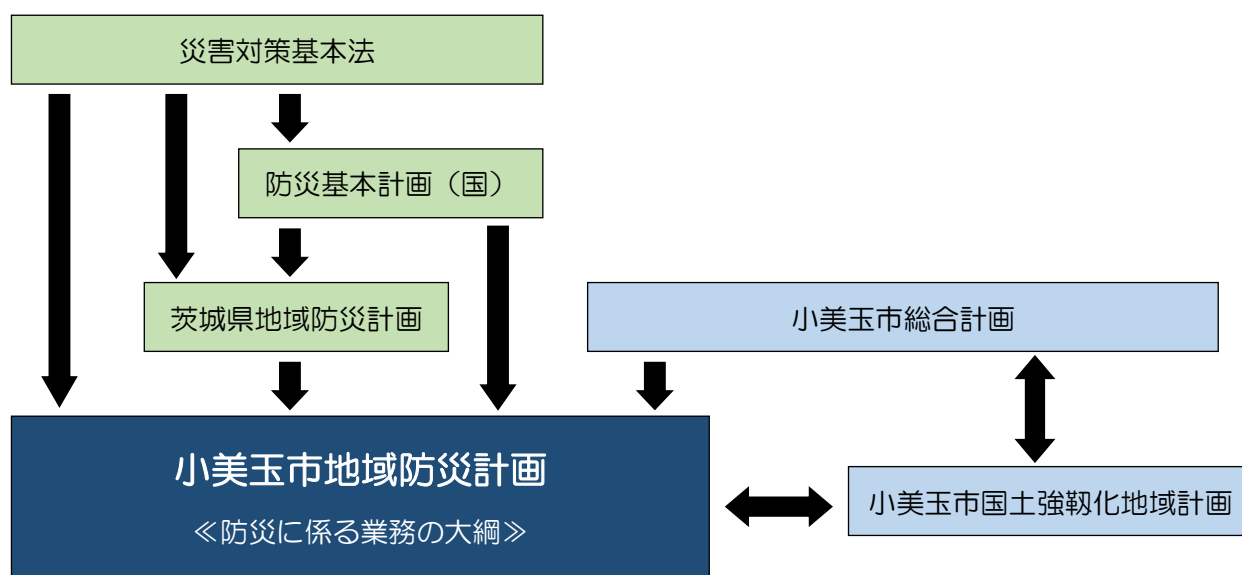 災害対策基本法
防災基本計画（国）
茨城県地域防災計画
小美玉市総合計画
小美玉市地域防災計画
≪防災に係る業務の大綱≫
小美玉市国土強靱化地域計画